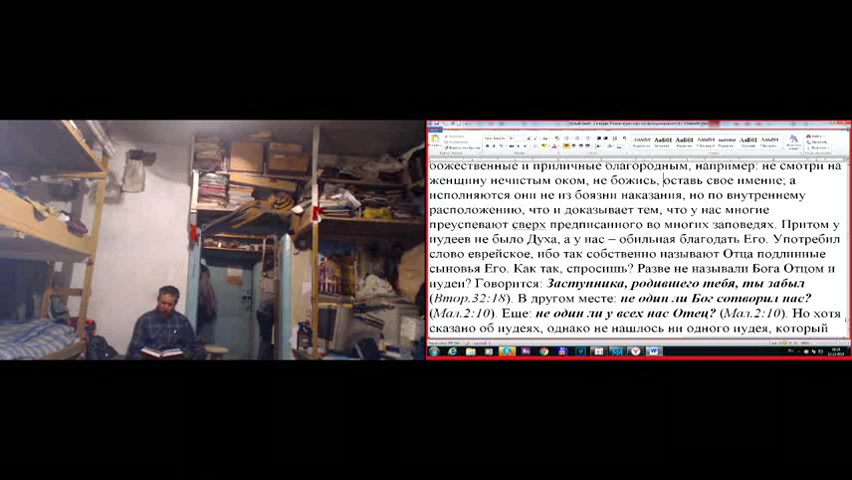 божественные и приличные благородным, например: не смотри на
женщину нечистым оком, не божись, оставь свое имение; а
исполняются они не из боязни наказания, но по внутреннему
расположению, что и доказывает тем, что у нас многие
преуспевают сверх предписанного во многих заповедях. Притом у
иудеев не было Духа, а у нас – обильная благодать Его. Употребил
слово еврейское, ибо так собственно называют Отца подлинные
сыновья Его. Как так, спросишь? Разве не называли Бога Отцом и
иудеи? Говорится: Заступника, родившего тебя, ты забыл
(Втор.32:18). В другом месте: не один ли Бог сотворил нас?
(Мал.2:10). Еще: не один ли у всех нас Отец? (Мал.2:10). Но хотя
сказано об иудеях, однако не нашлось ни одного иудея, который